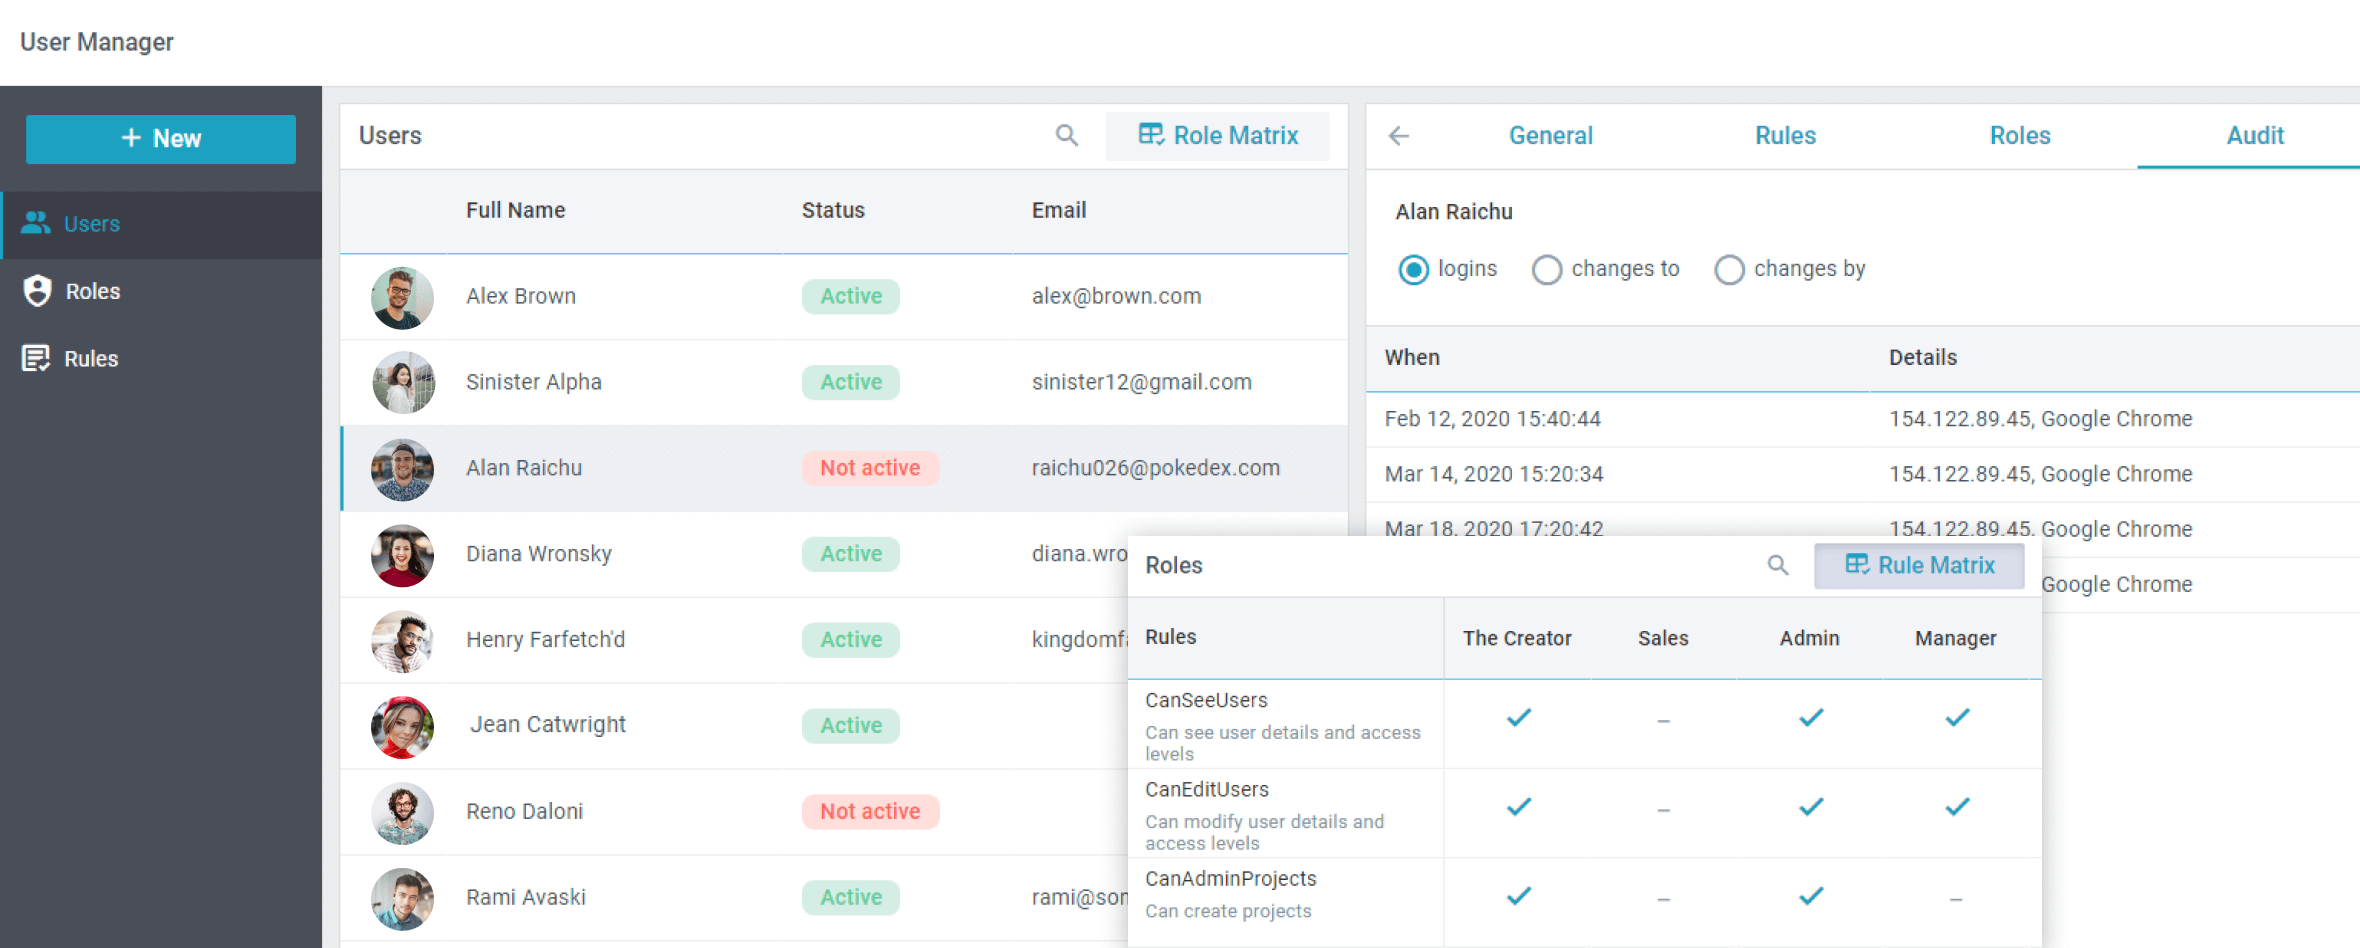 User Manager
+ New
Users
Roles
Rules
Users
Role Matrix
Full Name Status Email
Alex Brown Active alex@brown.com
Sinister Alpha Active sinister12@gmail.com
Alan Raichu Not active raichu026@pokedex.com
Diana Wronsky Active diana.wro
Henry Farfetch'd Active kingdomf
Jean Catwright Active
Reno Daloni Not active
Rami Avaski Active rami@so
General Rules Roles Audit
Alan Raichu
logins changes to changes by
When Details
Feb 12, 2020 15:40:44 154.122.89.45, Google Chrome
Mar 14, 2020 15:20:34 154.122.89.45, Google Chrome
Mar 18, 2020 17:20:42 154.122.89.45, Google Chrome
Google Chrome
Roles
Rule Matrix
Rules The Creator Sales Admin Manager
CanSeeUsers
Can see user details and access
levels
–
CanEditUsers
Can modify user details and
access levels
–
CanAdminProjects
Can create projects
– –